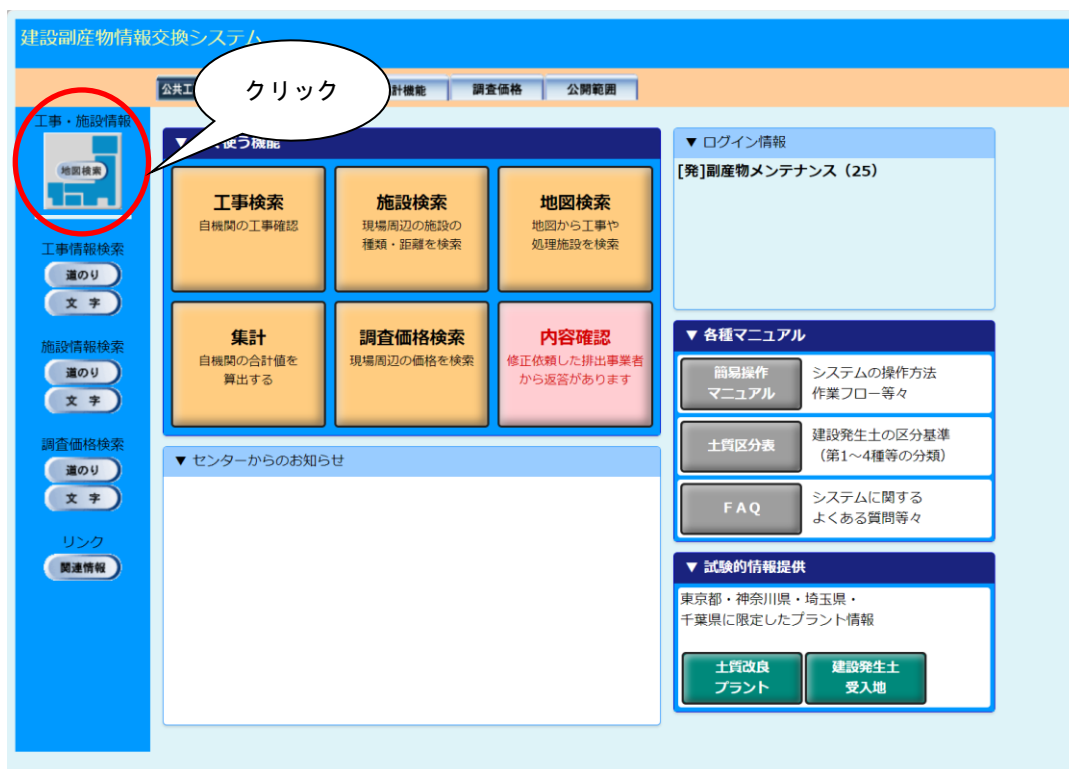 建設副産物情報交換システム
公共工
クリック
計機能
調査価格
公開範囲
工事・施設情報
地図検索
工事情報検索
道のり
文 字
施設情報検索
道のり
文 字
調査価格検索
道のり
文 字
リンク
関連情報
▼
使う機能
工事検索
自機関の工事確認
施設検索
現場周辺の施設の
種類・距離を検索
地図検索
地図から工事や
処理施設を検索
集計
自機関の合計値を
算出する
調査価格検索
現場周辺の価格を検索
内容確認
修正依頼した排出事業者
から返答があります
▼ センターからのお知らせ
▼ ログイン情報
[発]副産物メンテナンス（25）
▼ 各種マニュアル
簡易操作
マニュアル
システムの操作方法
作業フロー等々
土質区分表
建設発生土の区分基準
（第1～4種等の分類）
ＦＡＱ
システムに関する
よくある質問等々
▼ 試験的情報提供
東京都・神奈川県・埼玉県・
千葉県に限定したプラント情報
土質改良
プラント
建設発生土
受入地